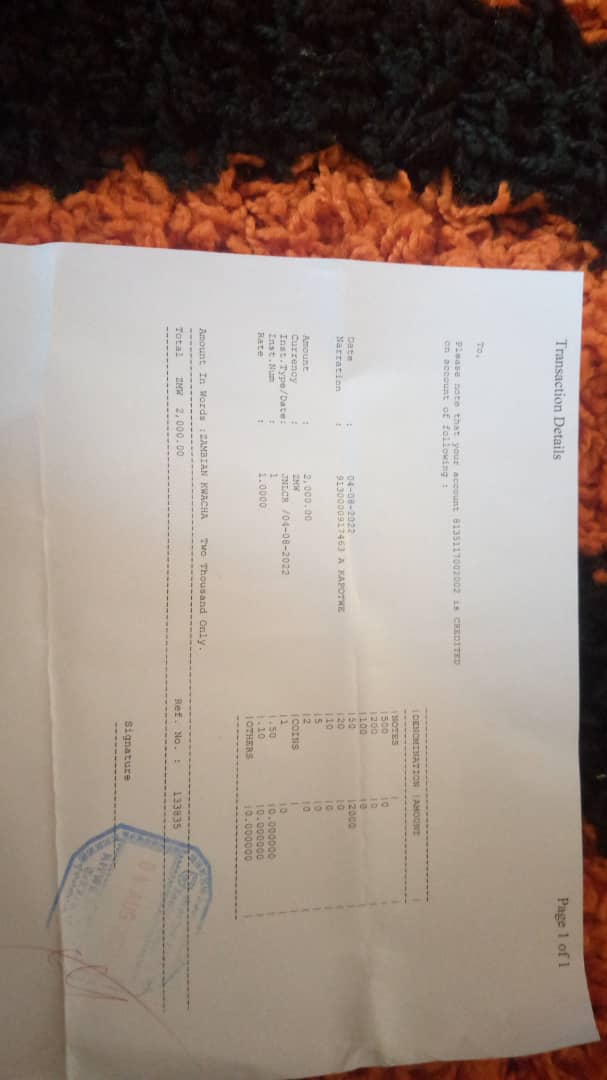 Transaction Details Page 1 of 1
To,
Please note that your account 8135117002002 is CREDITED
on account of following :
Date : 04-08-2022
Narration : 9130000917463 A KAPOTWE
Amount : 2,000.00
Currency : ZMW
Inst.Type/Date: JNLCR /04-08-2022
Inst.Num : 1
Rate : 1.0000
|DENOMINATION |AMOUNT |
|NOTES | |
|500 |0 |
|200 |0 |
|100 |0 |
|50 |2000 |
|20 |0 |
|10 |0 |
|5 |0 |
|2 |0 |
|COINS | |
|1 |0 |
|.50 |0.000000 |
|.10 |0.000000 |
|OTHERS |0.000000 |
Amount In Words :ZAMBIAN KWACHA Two Thousand Only.
Total ZMW 2,000.00 Ref. No. : 133835
Signature